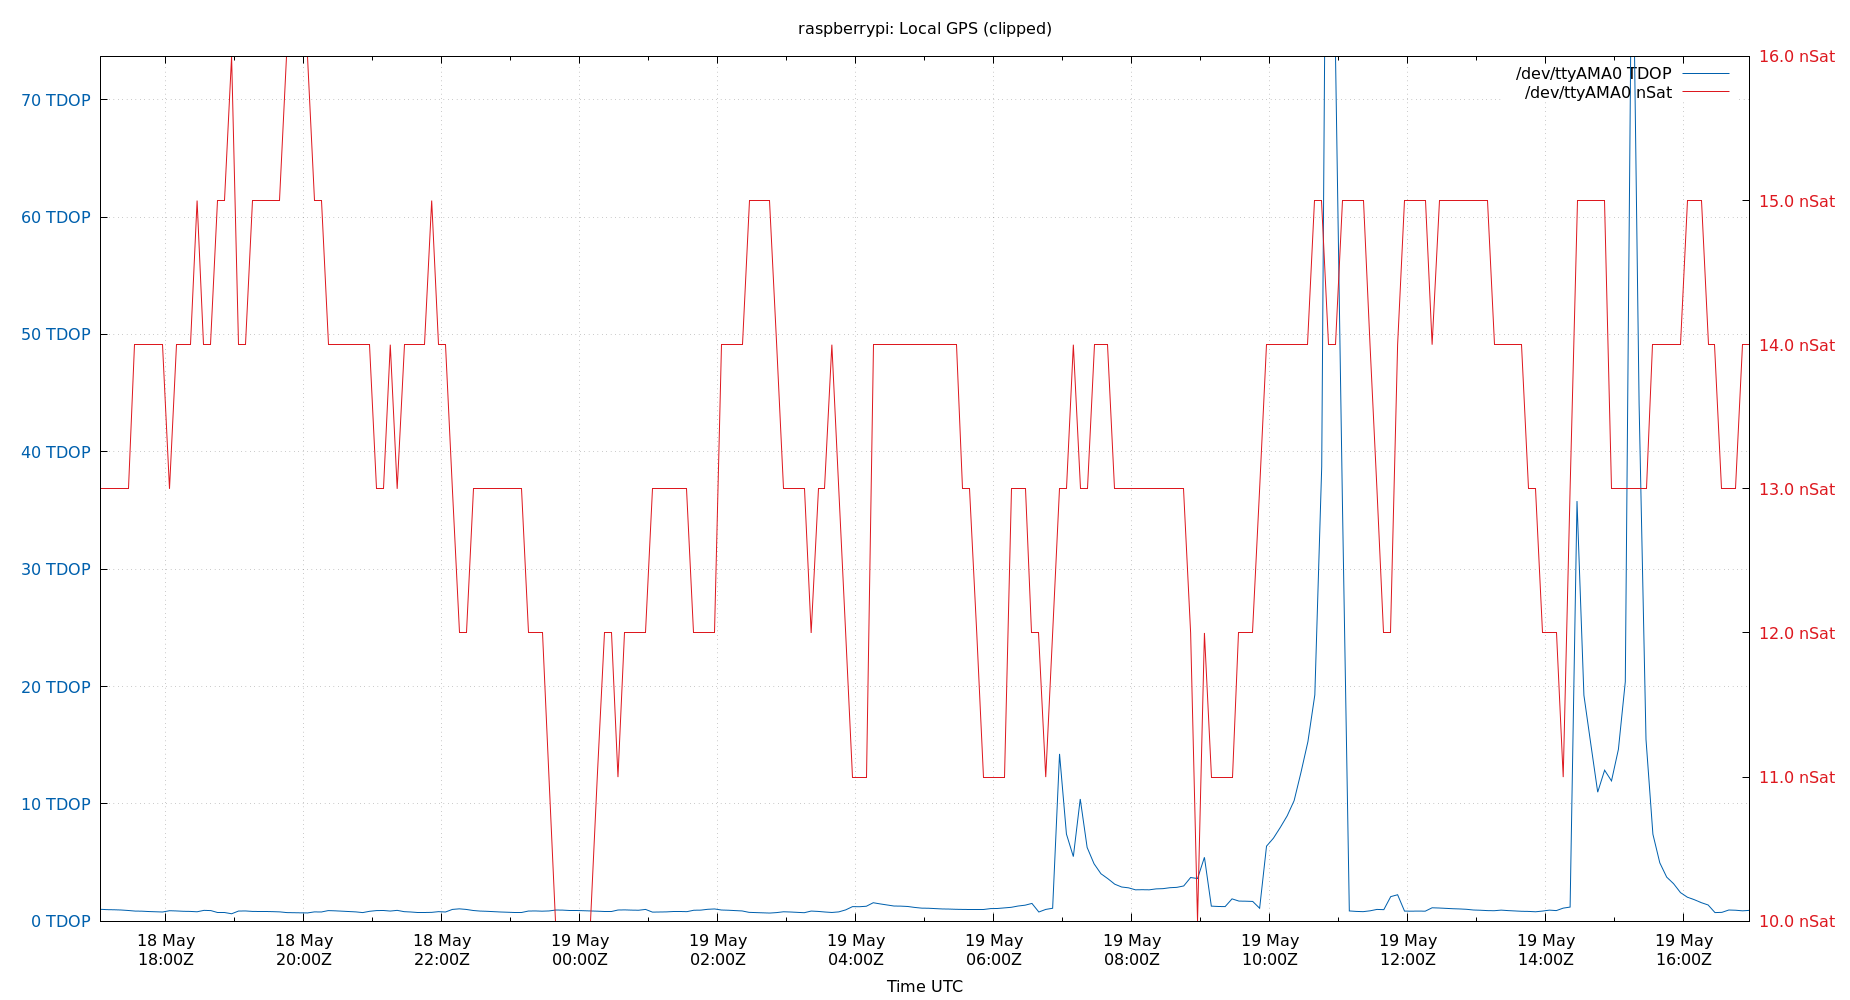 raspberrypi: Local GPS (clipped)
16.0 nSat
/dev/ttyAMA0 TDOP
/dev/ttyAMA0 nSat
70 TDOP
15.0 nSat
60 TDOP
50 TDOP
14.0 nSat
40 TDOP
13.0 nSat
30 TDOP
12.0 nSat
20 TDOP
11.0 nSat
10 TDOP
0 TDOP
10.0 nSat
18 May 18 May 18 May 19 May 19 May 19 May 19 May 19 May 19 May 19 May 19 May 19 May
18:00Z 20:00Z 22:00Z 00:00Z 02:00Z 04:00Z 06:00Z 08:00Z 10:00Z 12:00Z 14:00Z 16:00Z
Time UTC